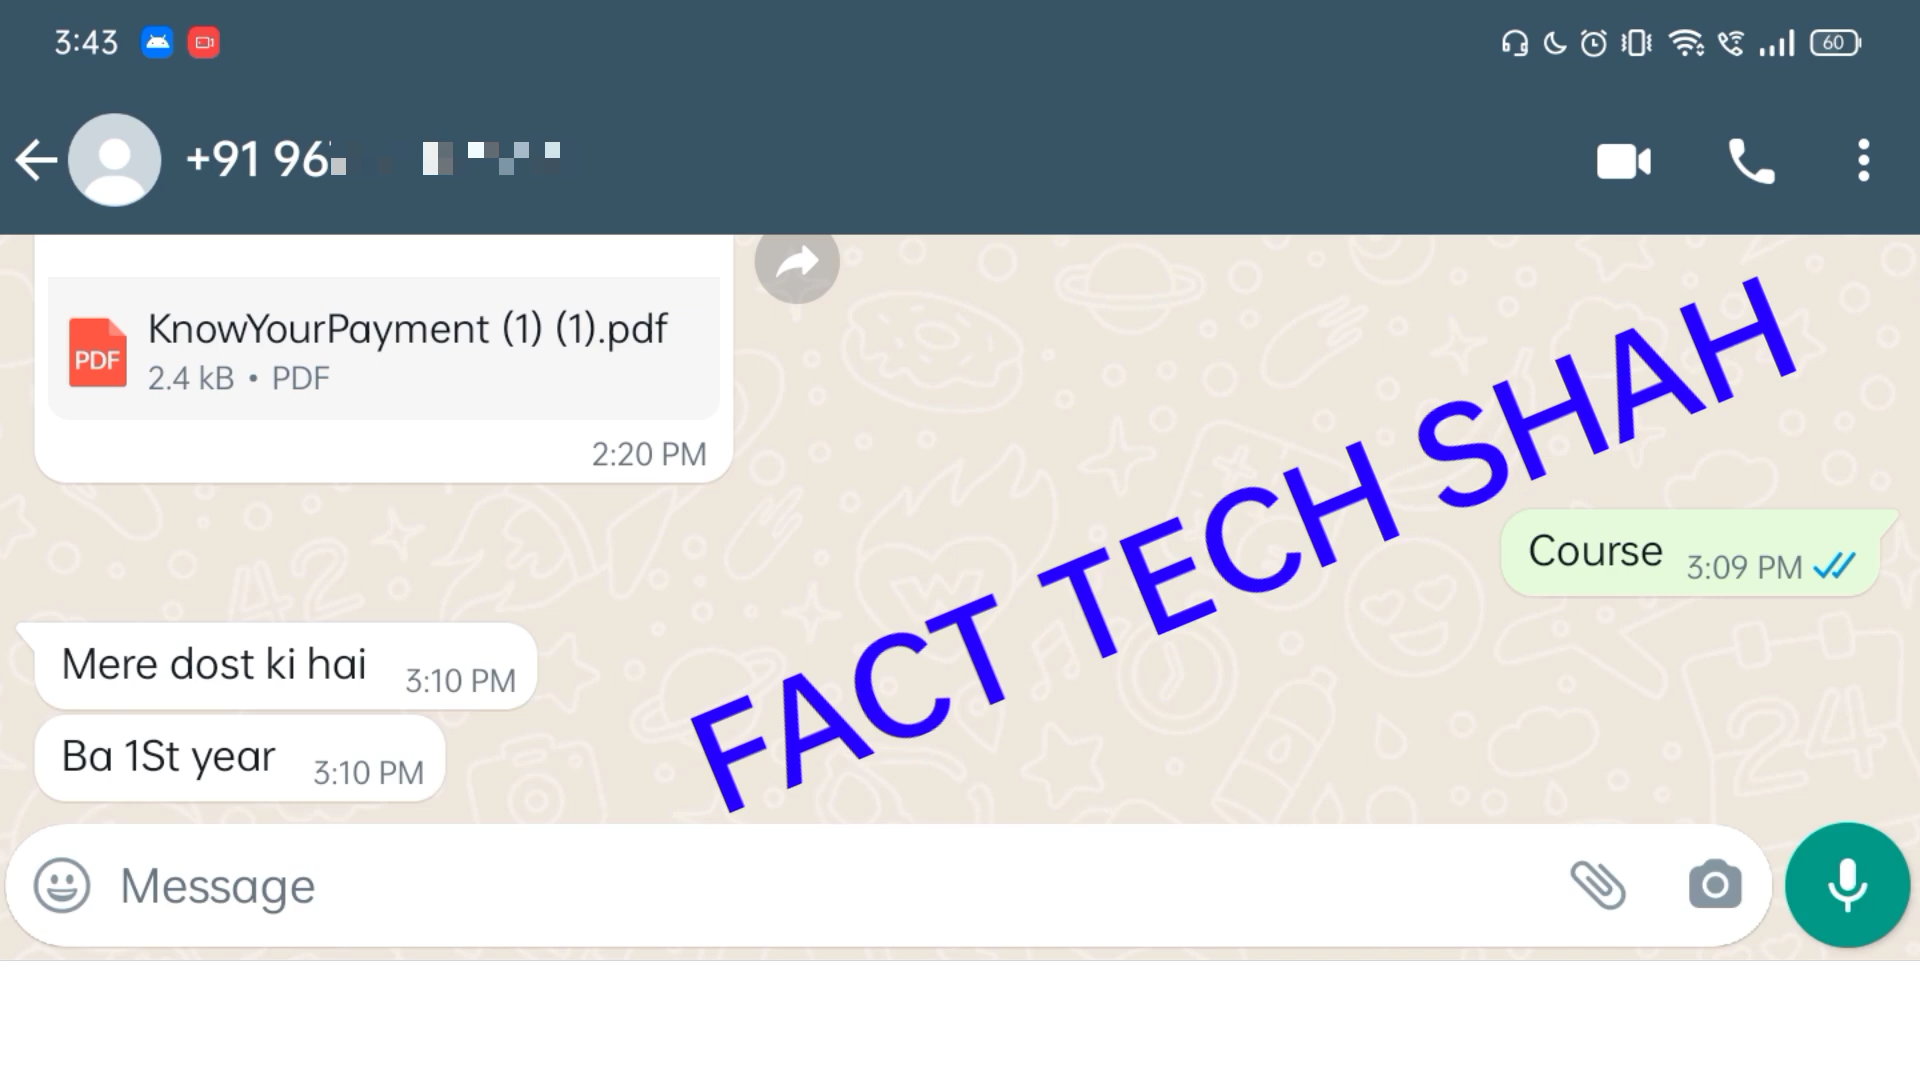 3:43
60
+91 96
KnowYourPayment (1) (1).pdf
PDF
2.4 kB • PDF
2:20 PM
FACT TECH SHAH
Course 3:09 PM
Mere dost ki hai 3:10 PM
Ba 1St year 3:10 PM
Message